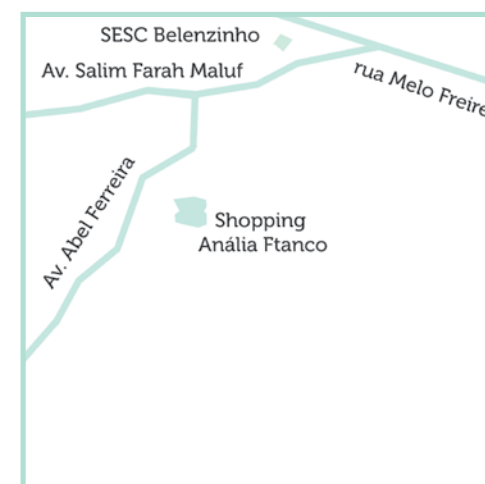 SESC Belenzinho
Av. Salim Farah Maluf
rua Melo Freire
Av. Abel Ferreira
Shopping
Anália Ftanco